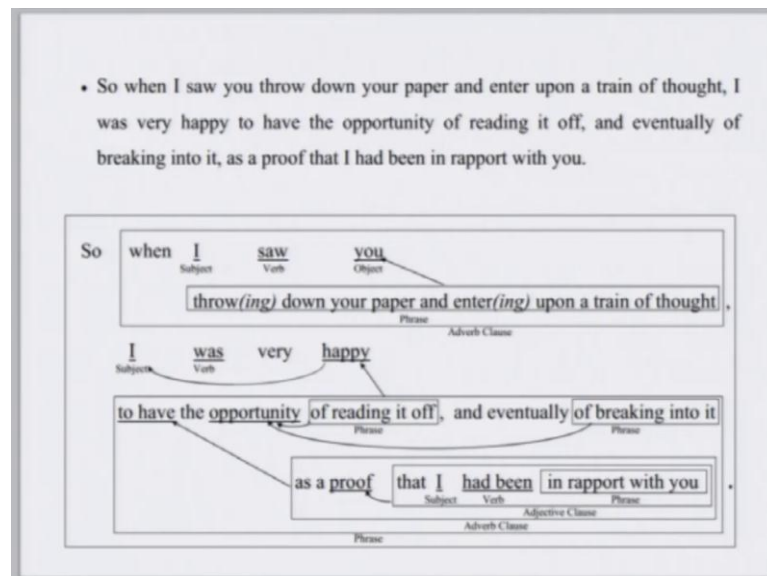 • So when I saw you throw down your paper and enter upon a train of thought, I
was very happy to have the opportunity of reading it off, and eventually of
breaking into it, as a proof that I had been in rapport with you.
So when I saw you
Subject Verb Object
throw(ing) down your paper and enter(ing) upon a train of thought ,
Phrase
Adverb Clause
I was very happy
Subject Verb
to have the opportunity of reading it off, and eventually of breaking into it
Phrase Phrase
as a proof that I had been in rapport with you .
Subject Verb Phrase
Adjective Clause
Adverb Clause
Phrase